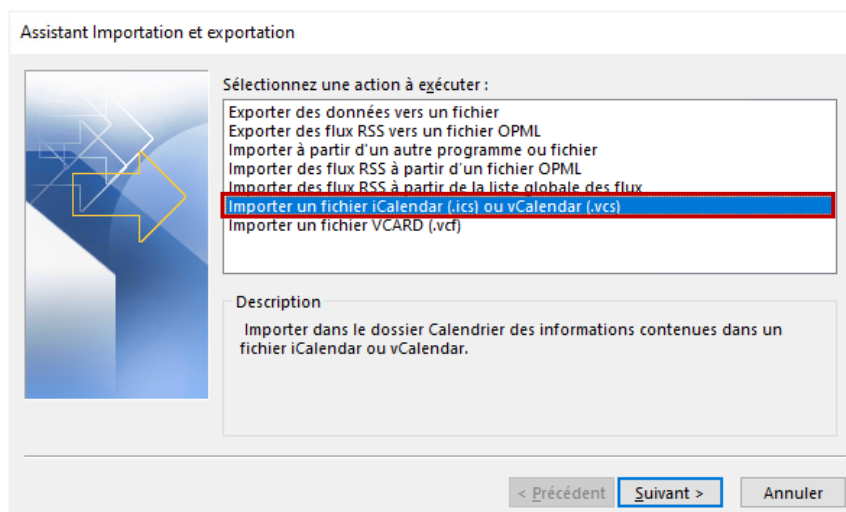 Assistant Importation et exportation
Sélectionnez une action à exécuter :
Exporter des données vers un fichier
Exporter des flux RSS vers un fichier OPML
Importer à partir d'un autre programme ou fichier
Importer des flux RSS à partir d'un fichier OPML
Importer des flux RSS à partir de la liste globale des flux
Importer un fichier iCalendar (.ics) ou vCalendar (.vcs)
Importer un fichier VCARD (.vcf)
Description
Importer dans le dossier Calendrier des informations contenues dans un
fichier iCalendar ou vCalendar.
< Précédent Suivant > Annuler